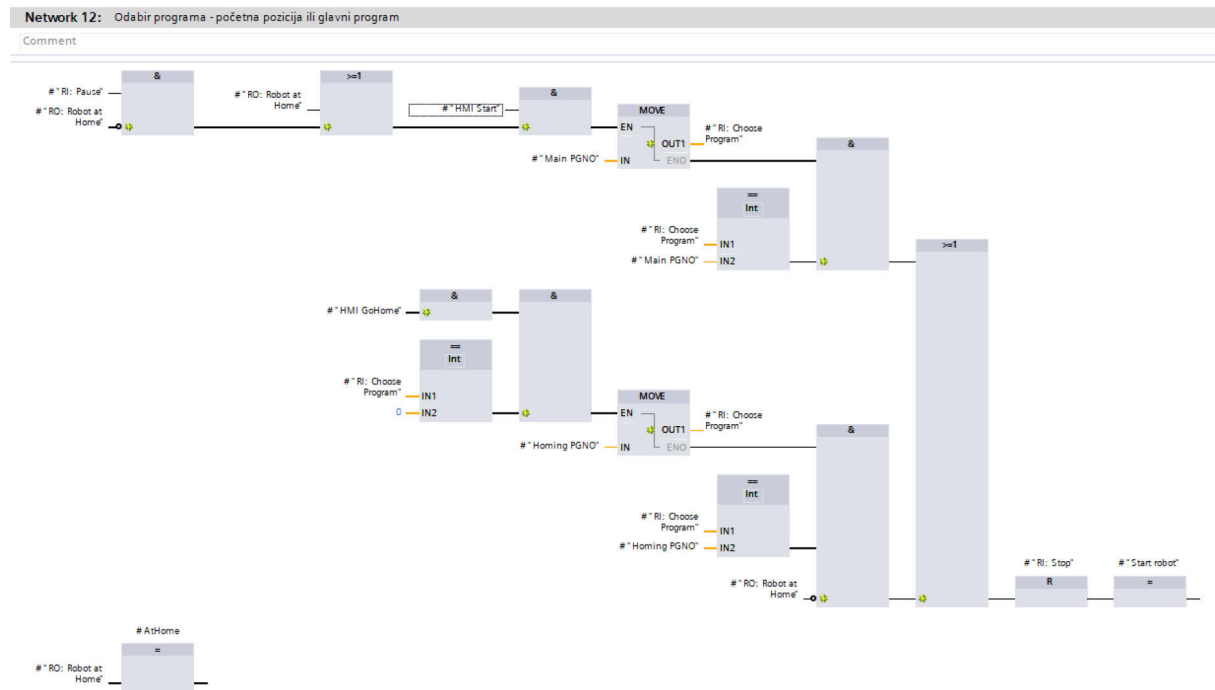 Network 12: Odabir programa - početna pozicija ili glavni program
Comment
&
#"RI: Pause"
#"RO: Robot at
Home"
>=1
#"RO: Robot at
Home"
&
#"HMI Start"
MOVE
EN
OUT1
#"RI: Choose
Program"
#"Main PGNO"
IN
ENO
&
==
Int
#"RI: Choose
Program"
IN1
#"Main PGNO"
IN2
>=1
&
#"HMI GoHome"
&
==
Int
#"RI: Choose
Program"
IN1
0
IN2
MOVE
EN
OUT1
#"RI: Choose
Program"
#"Homing PGNO"
IN
ENO
&
==
Int
#"RI: Choose
Program"
IN1
#"Homing PGNO"
IN2
#"RO: Robot at
Home"
#"RI: Stop"
R
#"Start robot"
=
#AtHome
=
#"RO: Robot at
Home"